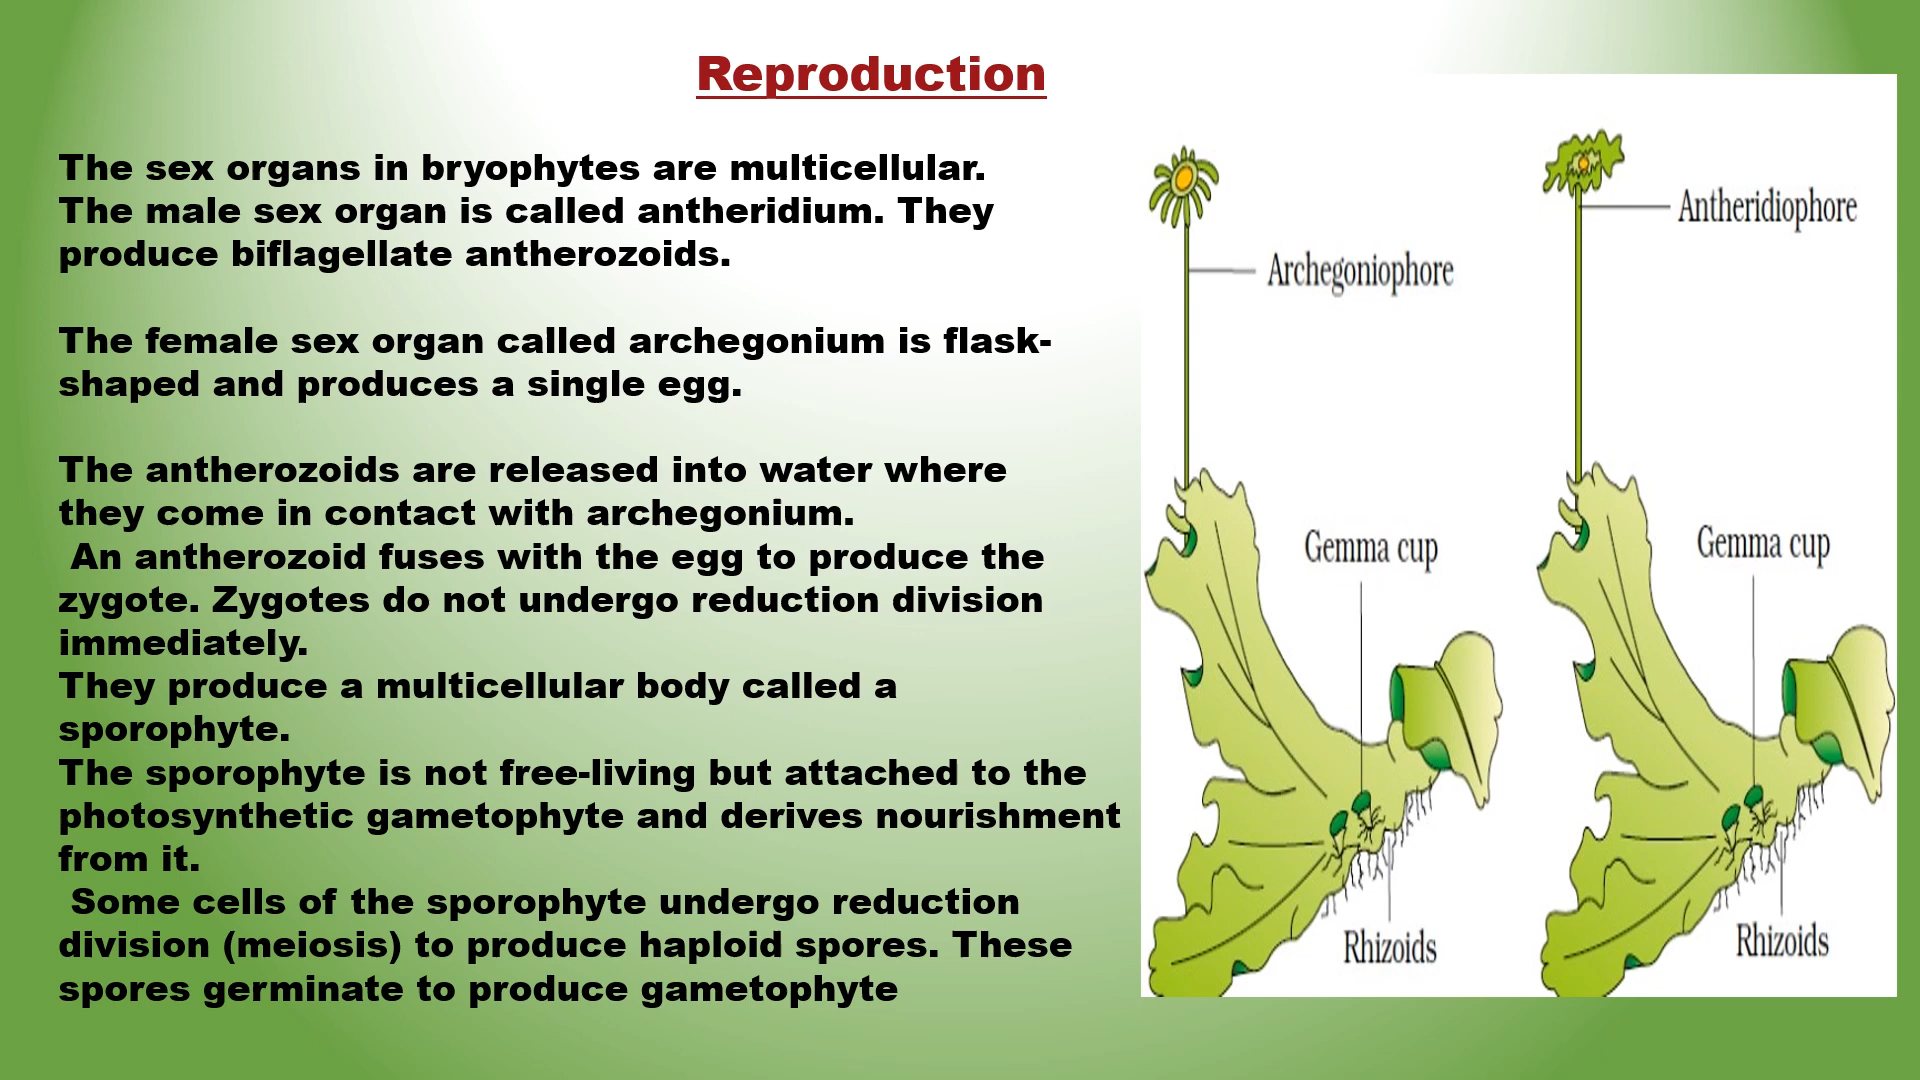 Reproduction
The sex organs in bryophytes are multicellular.
The male sex organ is called antheridium. They
produce biflagellate antherozoids.
The female sex organ called archegonium is flask-
shaped and produces a single egg.
The antherozoids are released into water where
they come in contact with archegonium.
An antherozoid fuses with the egg to produce the
zygote. Zygotes do not undergo reduction division
immediately.
They produce a multicellular body called a
sporophyte.
The sporophyte is not free-living but attached to the
photosynthetic gametophyte and derives nourishment
from it.
Some cells of the sporophyte undergo reduction
division (meiosis) to produce haploid spores. These
spores germinate to produce gametophyte
Archegoniophore
Gemma cup
Rhizoids
Antheridiophore
Gemma cup
Rhizoids